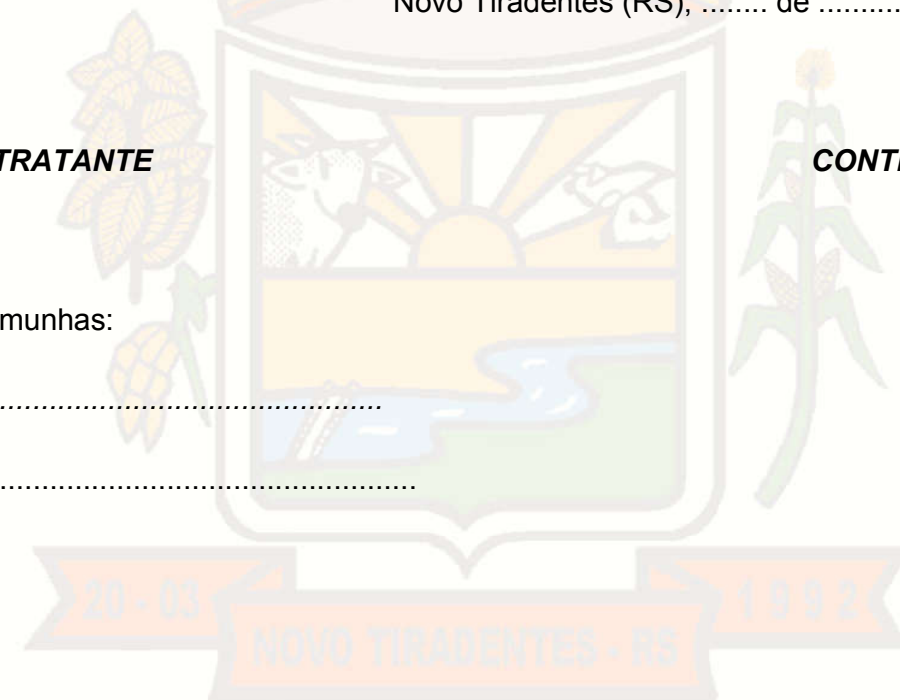 Novo Tiradentes (RS), ........ de ..........
TRATANTE
CONT
munhas:
..............................................
..................................................
20 - 03
1992
NOVO TIRADENTES - RS